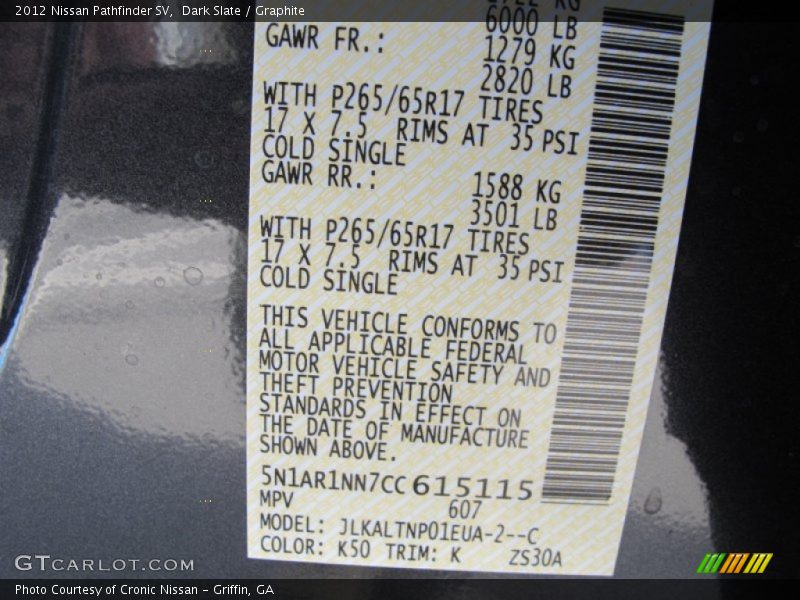 2012 Nissan Pathfinder SV, Dark Slate / Graphite
6000 LB
GAWR FR.: 1279 KG
2820 LB
WITH P265/65R17 TIRES
17 X 7.5 RIMS AT 35 PSI
COLD SINGLE
GAWR RR.: 1588 KG
3501 LB
WITH P265/65R17 TIRES
17 X 7.5 RIMS AT 35 PSI
COLD SINGLE
THIS VEHICLE CONFORMS TO
ALL APPLICABLE FEDERAL
MOTOR VEHICLE SAFETY AND
THEFT PREVENTION
STANDARDS IN EFFECT ON
THE DATE OF MANUFACTURE
SHOWN ABOVE.
5N1AR1NN7CC615115
MPV 607
MODEL: JLKALTNP01EUA-2--C
COLOR: K50 TRIM: K ZS30A
GTCARLOT.COM
Photo Courtesy of Cronic Nissan – Griffin, GA